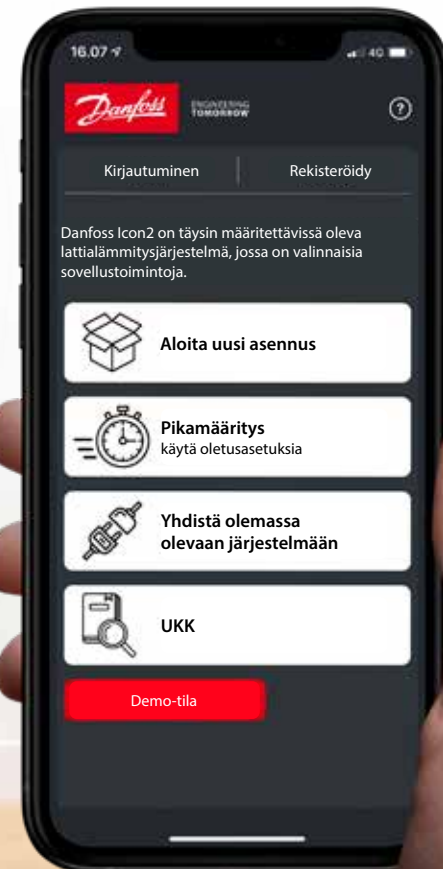 16.07
4G
Danfoss
ENGINEERING
TOMORROW
?
Kirjautuminen
Rekisteröidy
Danfoss Icon2 on täysin määritettävissä oleva
lattialämmitysjärjestelmä, jossa on valinnaisia
sovellustoimintoja.
Aloita uusi asennus
Pikamääritys
käytä oletusasetuksia
Yhdistä olemassa
olevaan järjestelmään
UKK
Demo-tila